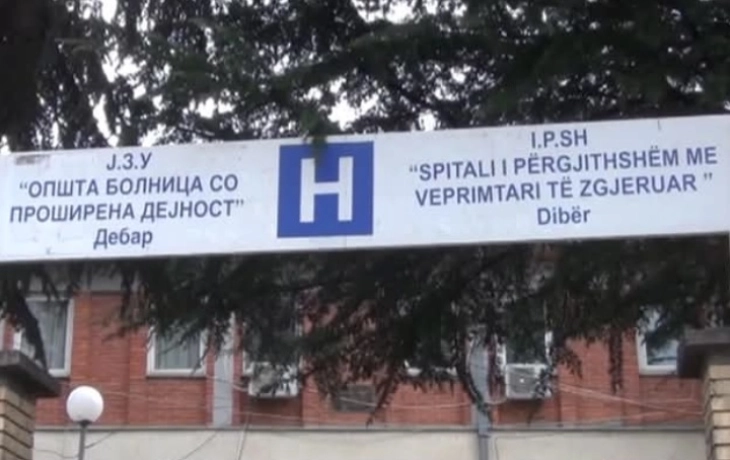 Ј.З.У
"ОПШТА БОЛНИЦА СО
ПРОШИРЕНА ДЕЈНОСТ"
Дебар
H
I.P.SH
"SPITALI I PËRGJITHSHËM ME
VEPRIMTARI TË ZGJERUAR "
Dibër